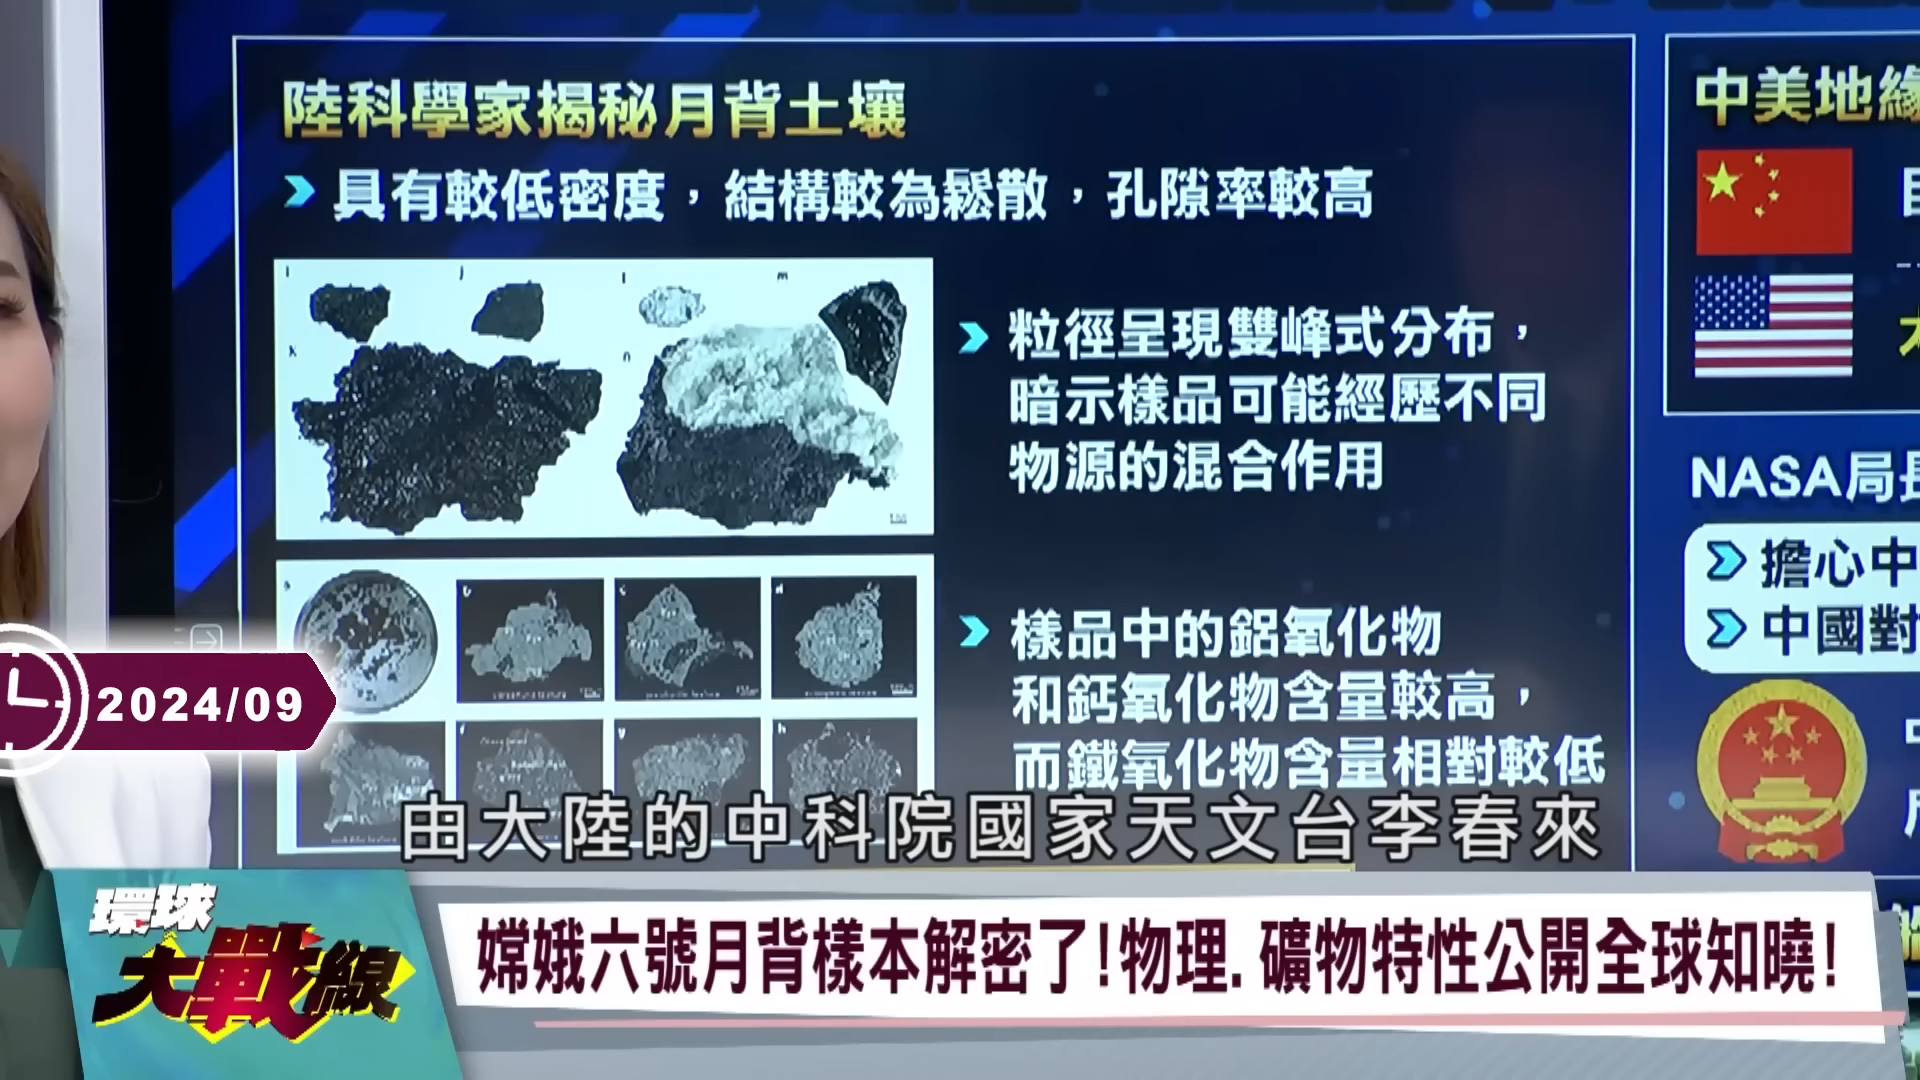 陸科學家揭秘月背土壤
具有較低密度，結構較為鬆散，孔隙率較高
粒徑呈現雙峰式分布，
暗示樣品可能經歷不同
物源的混合作用
樣品中的鋁氧化物
和鈣氧化物含量較高，
而鐵氧化物含量相對較低
中美地緣
NASA局長
擔心中
中國對
2024/09
由大陸的中科院國家天文台李春來
環球
大戰線
嫦娥六號月背樣本解密了!物理.礦物特性公開全球知曉!